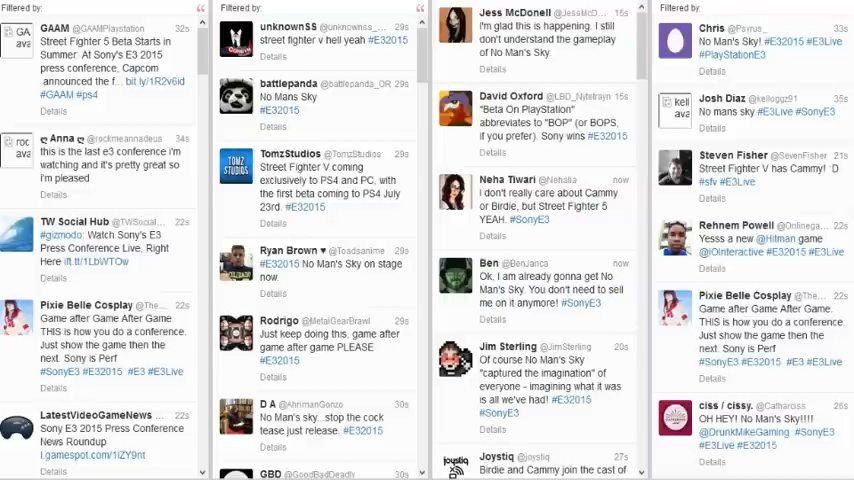 Filtered by:
GAAM @GAAMPlaystation 32s
Street Fighter 5 Beta Starts in
Summer: At Sony's E3 2015
press conference, Capcom
announced the f... bit.ly/1R2v6id
#GAAM #ps4
Details
ღ Anna ღ @rockmeannadeus 34s
this is the last e3 conference i'm
watching and it's pretty great so
i'm pleased
Details
TW Social Hub @TWSocial... 22s
#gizmodo: Watch Sony's E3
Press Conference Live, Right
Here ift.tt/1LbWTOw
Details
Pixie Belle Cosplay @The... 22s
Game after Game After Game
THIS is how you do a conference.
Just show the game then the
next. Sony is Perf
#SonyE3 #E32015 #E3 #E3Live
Details
LatestVideoGameNews ... 22s
Sony E3 2015 Press Conference
News Roundup
l.gamespot.com/1IZY9nt
Details
Filtered by:
unknownSS @unknownss_... 29s
street fighter v hell yeah #E32015
Details
battlepanda @battlepanda_OR 29s
No Mans Sky
#E32015
Details
TomzStudios @TomzStudios 29s
Street Fighter V coming
exclusively to PS4 and PC, with
the first beta coming to PS4 July
23rd. #E32015
Details
Ryan Brown ♥ @Toadsanime 29s
#E32015 No Man's Sky on stage
now.
Details
Rodrigo @MetalGearBrawl 29s
Just keep doing this, game after
game after game PLEASE
#E32015
Details
D A @AhrimanGonzo 30s
No Man's sky...stop the cock
tease just release. #E32015
Details
GBD @GoodBadDeadly 30s
Jess McDonell @JessMcD... 15s
I'm glad this is happening. I still
don't understand the gameplay
of No Man's Sky.
Details
David Oxford @LBD_Nytetrayn 15s
"Beta On PlayStation"
abbreviates to "BOP" (or BOPS,
if you prefer). Sony wins #E32015
Details
Neha Tiwari @Nehalia now
I don't really care about Cammy
or Birdie, but Street Fighter 5
YEAH. #SonyE3
Details
Ben @BenJanca now
Ok, I am already gonna get No
Man's Sky. You don't need to sell
me on it anymore! #SonyE3
Details
Jim Sterling @JimSterling 20s
Of course No Man's Sky
"captured the imagination" of
everyone - imagining what it was
is all we've had! #E32015
#SonyE3
Details
Joystiq @joystiq 27s
Birdie and Cammy join the cast of
Filtered by:
Chris @Psyrus_ 33s
No Man's Sky! #E32015 #E3Live
#PlayStationE3
Details
Josh Diaz @kelloggz91 35s
No mans sky #E3Live #SonyE3
Details
Steven Fisher @SevenFisher 21s
Street Fighter V has Cammy! :D
#sfv #E3Live
Details
Rehnem Powell @Onlinega... 22s
Yesss a new @Hitman game
@IOInteractive #E32015 #E3Live
Details
Pixie Belle Cosplay @The... 22s
Game after Game After Game.
THIS is how you do a conference.
Just show the game then the
next. Sony is Perf
#SonyE3 #E32015 #E3 #E3Live
Details
ciss / cissy. @Catharciss 26s
OH HEY! No Man's Sky!!!!
@DrunkMikeGaming #SonyE3
#E3Live #E32015
Details